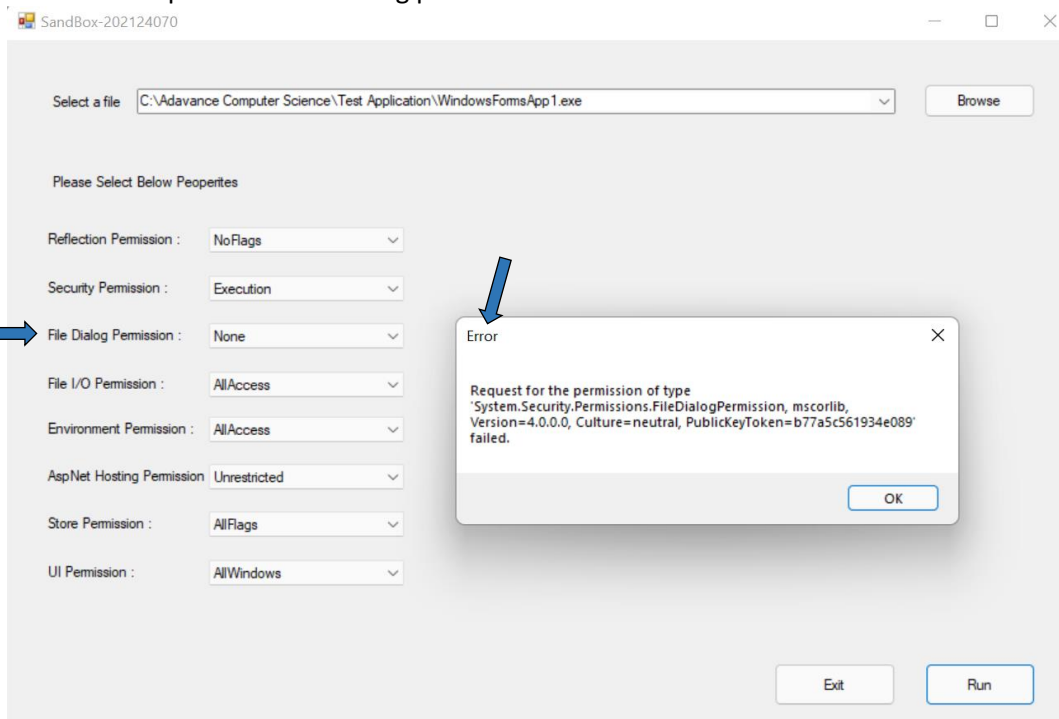 SandBox-202124070
Select a file C:\Adavance Computer Science\Test Application\WindowsFormsApp1.exe Browse
Please Select Below Peoperites
Reflection Permission : NoFlags
Security Permission : Execution
File Dialog Permission : None
File I/O Permission : AllAccess
Environment Permission : AllAccess
AspNet Hosting Permission Unrestricted
Store Permission : AllFlags
UI Permission : AllWindows
Error
Request for the permission of type
'System.Security.Permissions.FileDialogPermission, mscorlib,
Version=4.0.0.0, Culture=neutral, PublicKeyToken=b77a5c561934e089'
failed.
OK
Exit Run